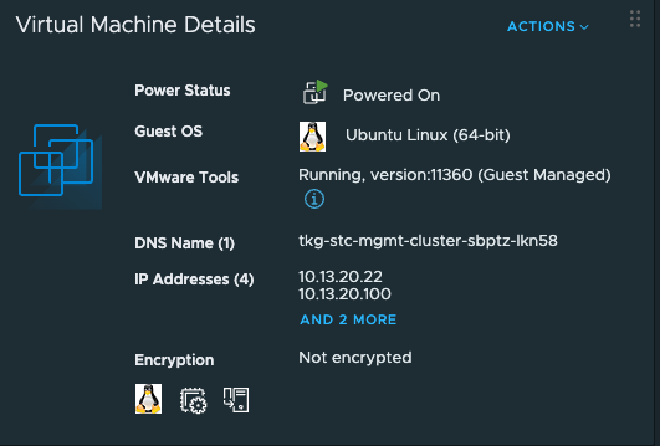 Virtual Machine Details
ACTIONS
Power Status
Powered On
Guest OS
Ubuntu Linux (64-bit)
VMware Tools
Running, version:11360 (Guest Managed)
DNS Name (1)
tkg-stc-mgmt-cluster-sbptz-lkn58
IP Addresses (4)
10.13.20.22
10.13.20.100
AND 2 MORE
Encryption
Not encrypted